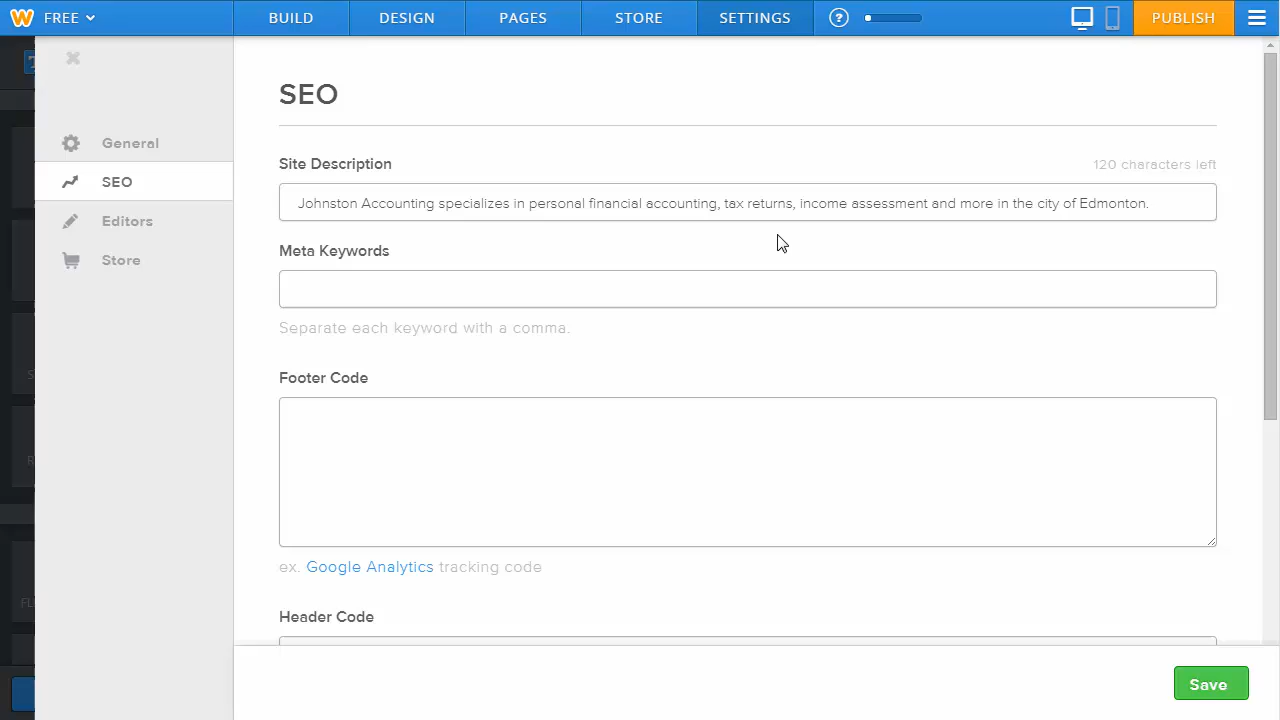 FREE BUILD DESIGN PAGES STORE SETTINGS ? PUBLISH
SEO
General
SEO
Editors
Store
Site Description 120 characters left
Johnston Accounting specializes in personal financial accounting, tax returns, income assessment and more in the city of Edmonton.
Meta Keywords
Separate each keyword with a comma.
Footer Code
ex. Google Analytics tracking code
Header Code
Save